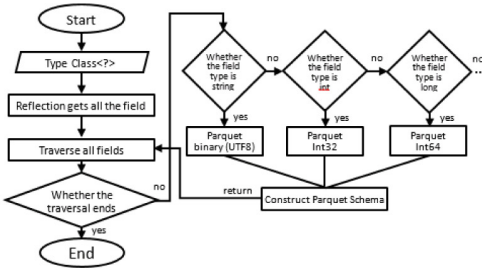 Start
Type Class<?>
Reflection gets all the field
Traverse all fields
Whether the
traversal ends
no
yes
End
Whether
the field
type is
string
no
yes
Parquet
binary (UTF8)
Whether
the field
type is
int
no
yes
Parquet
Int32
Whether
the field
type is
long
no
...
yes
Parquet
Int64
return
Construct Parquet Schema